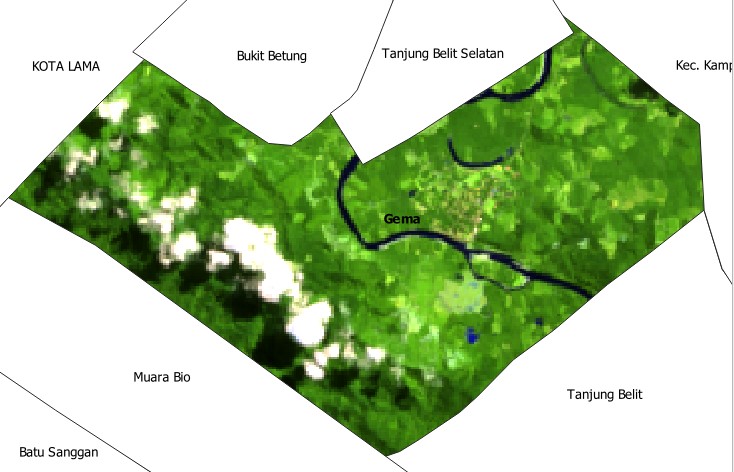 Bukit Betung
Tanjung Belit Selatan
KOTA LAMA
Kec. Kamp
Gema
Muara Bio
Tanjung Belit
Batu Sanggan